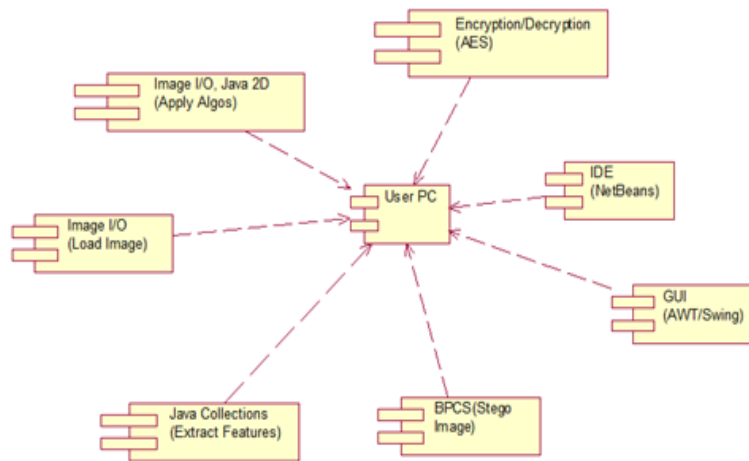 Encryption/Decryption
(AES)
Image I/O, Java 2D
(Apply Algos)
IDE
(NetBeans)
User PC
Image I/O
(Load Image)
GUI
(AWT/Swing)
Java Collections
(Extract Features)
BPCS(Stego
Image)